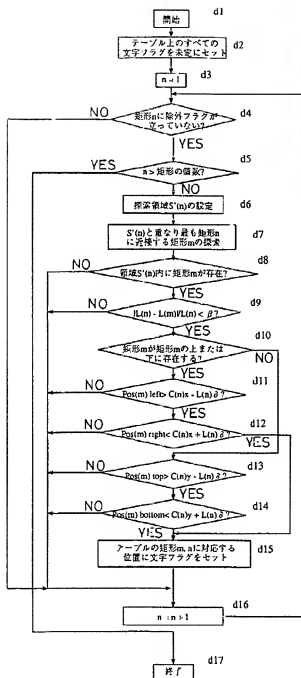 d1
開始
d2
テーブル上のすべての
文字フラグを未定にセット
d3
d4
矩形nに除外フラグが
立っていない?
NO
YES
d5
n > 矩形の個数?
YES
NO
d6
探索領域S'(n)の設定
d7
S'(n)と重なり最も矩形n
に近接する矩形mの探索
d8
領域S'(n)内に矩形mが存在?
NO
YES
d9
|L(n) - L(m)|/L(n) < β?
NO
YES
d10
矩形mが矩形nの上または
下に存在する?
NO
YES
d11
Pos(m) left> C(n)x - L(n)∂?
NO
YES
d12
Pos(m) right< C(n)x + L(n)∂?
NO
YES
d13
Pos(m) top> C(n)y - L(n)∂?
NO
YES
d14
Pos(m) bottom< C(n)y + L(n)∂?
NO
YES
d15
テーブルの矩形m, nに対応する
位置に文字フラグをセット
d16
d17
終了